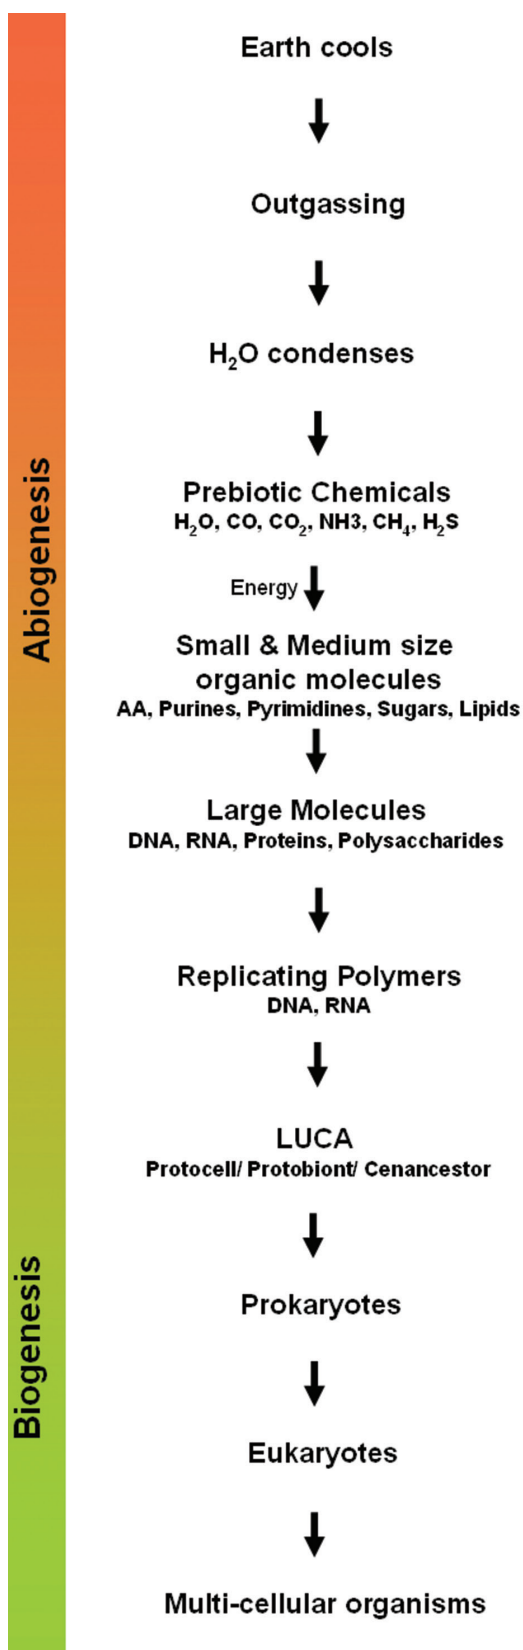 Earth cools
Outgassing
H₂O condenses
Prebiotic Chemicals
H₂O, CO, CO₂, NH3, CH₄, H₂S
Energy
Small & Medium size
organic molecules
AA, Purines, Pyrimidines, Sugars, Lipids
Large Molecules
DNA, RNA, Proteins, Polysaccharides
Replicating Polymers
DNA, RNA
LUCA
Protocell/ Protobiont/ Cenancestor
Prokaryotes
Eukaryotes
Multi-cellular organisms
Abiogenesis
Biogenesis